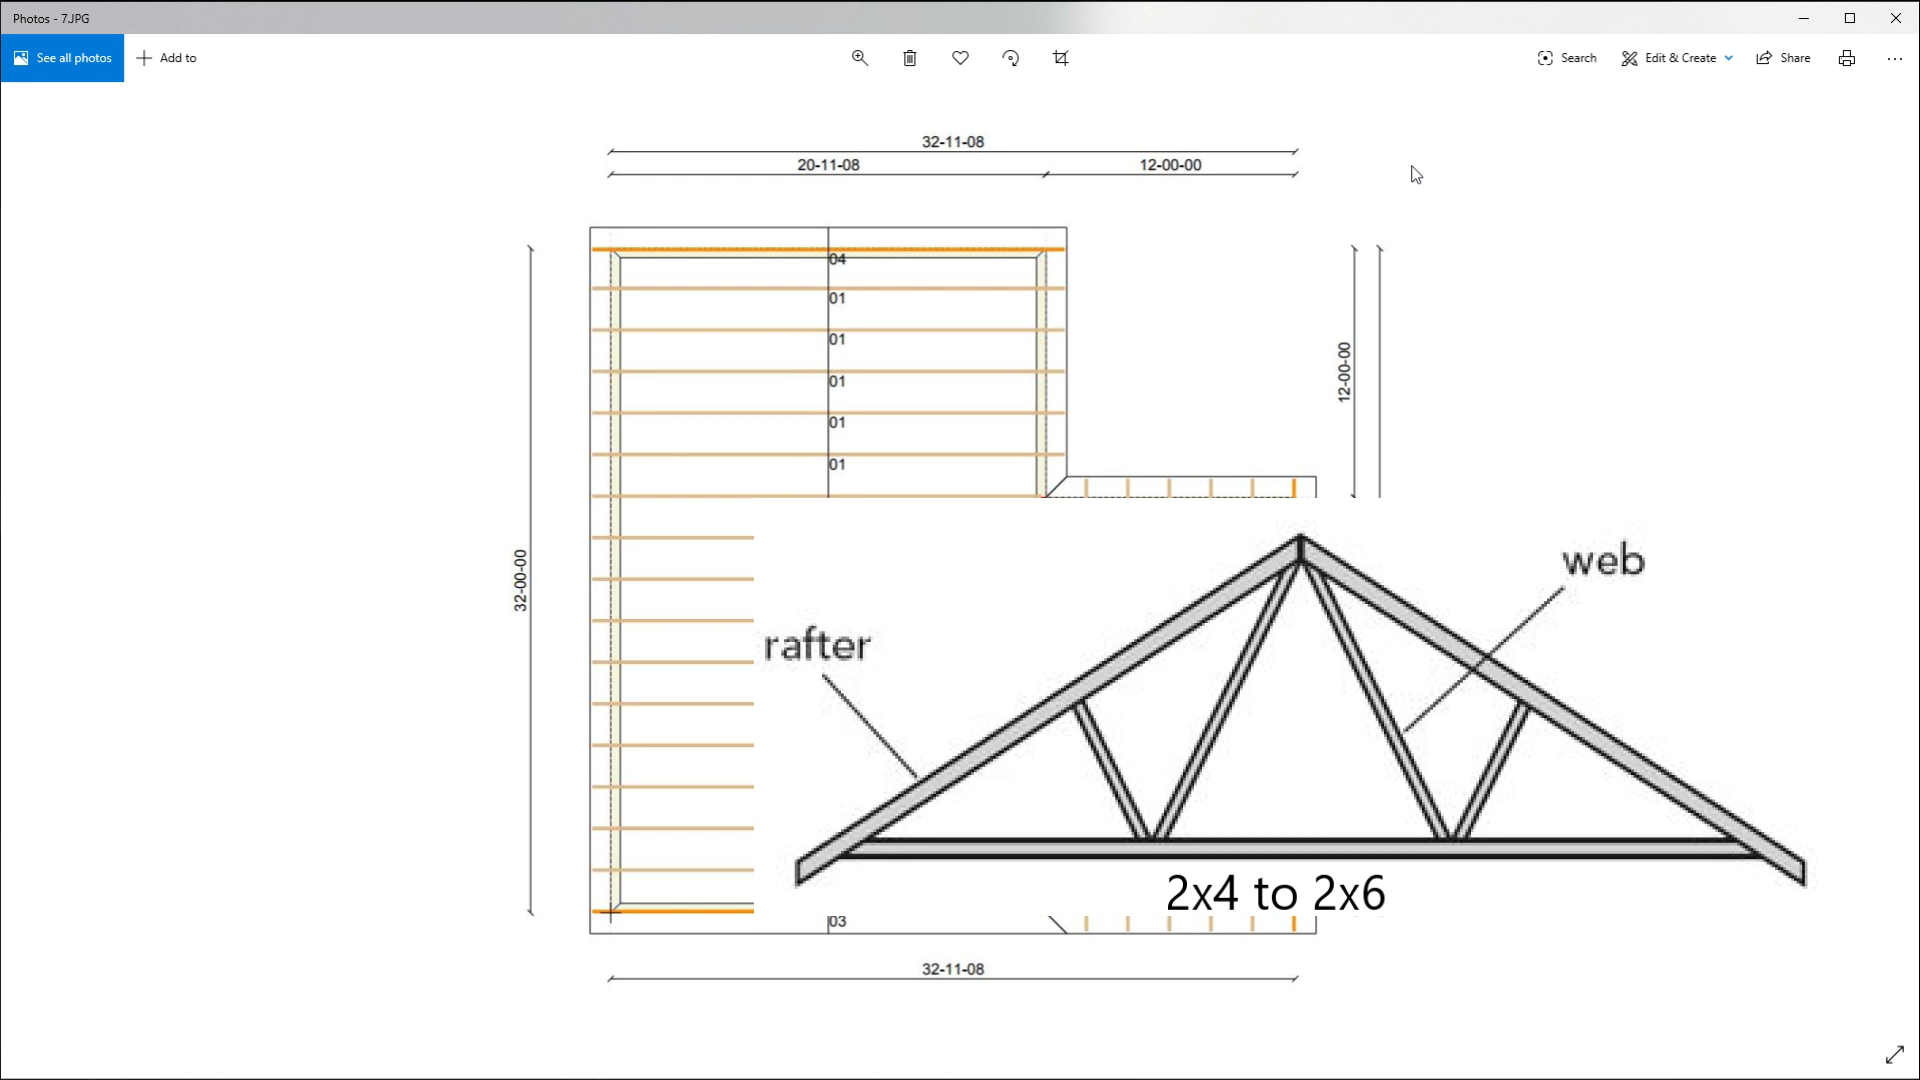 Photos - 7.JPG
See all photos
Add to
Search
Edit & Create
Share
32-11-08
20-11-08
12-00-00
04
01
01
01
01
01
12-00-00
32-00-00
web
rafter
2x4 to 2x6
03
32-11-08